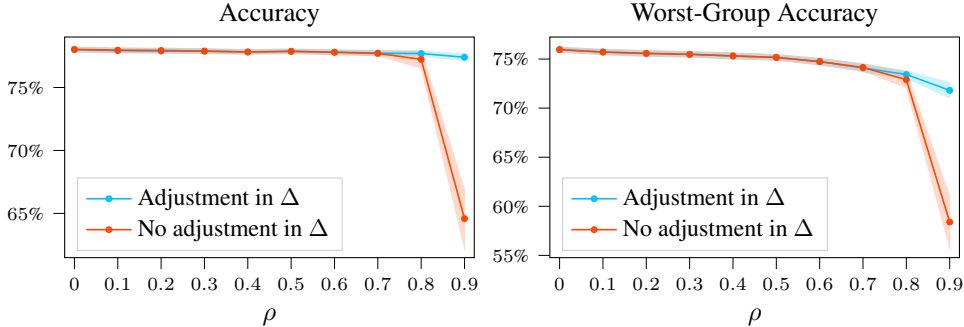 Accuracy
75%
70%
65%
Adjustment in Δ
No adjustment in Δ
0 0.1 0.2 0.3 0.4 0.5 0.6 0.7 0.8 0.9
ρ
Worst-Group Accuracy
75%
70%
65%
60%
55%
Adjustment in Δ
No adjustment in Δ
0 0.1 0.2 0.3 0.4 0.5 0.6 0.7 0.8 0.9
ρ